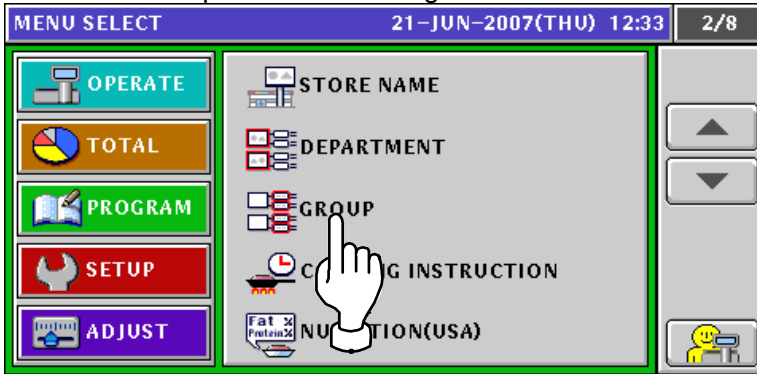 MENU SELECT 21-JUN-2007(THU) 12:33 2/8
OPERATE
TOTAL
PROGRAM
SETUP
ADJUST
STORE NAME
DEPARTMENT
GROUP
INSTRUCTION
Fat %
Protein%
(USA)